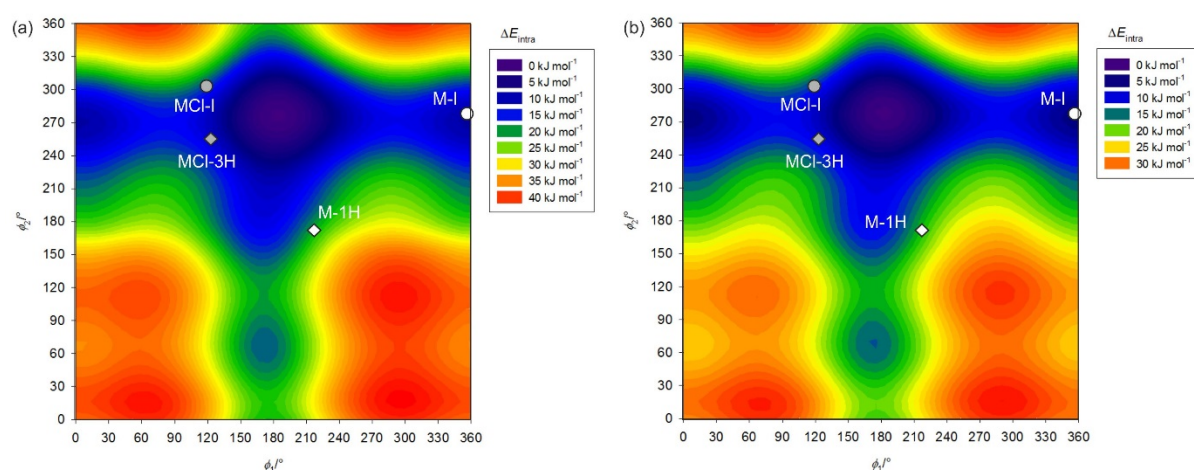 (a)
360
330
300
270
240
210
180
150
120
90
60
30
0
ϕ2/°
0 30 60 90 120 150 180 210 240 270 300 330 360
ϕ1/°
MCl-I
M-I
MCl-3H
M-1H
ΔEintra
0 kJ mol⁻¹
5 kJ mol⁻¹
10 kJ mol⁻¹
15 kJ mol⁻¹
20 kJ mol⁻¹
25 kJ mol⁻¹
30 kJ mol⁻¹
35 kJ mol⁻¹
40 kJ mol⁻¹
(b)
360
330
300
270
240
210
180
150
120
90
60
30
0
ϕ2/°
0 30 60 90 120 150 180 210 240 270 300 330 360
ϕ1/°
MCl-I
M-I
MCl-3H
M-1H
ΔEintra
0 kJ mol⁻¹
5 kJ mol⁻¹
10 kJ mol⁻¹
15 kJ mol⁻¹
20 kJ mol⁻¹
25 kJ mol⁻¹
30 kJ mol⁻¹